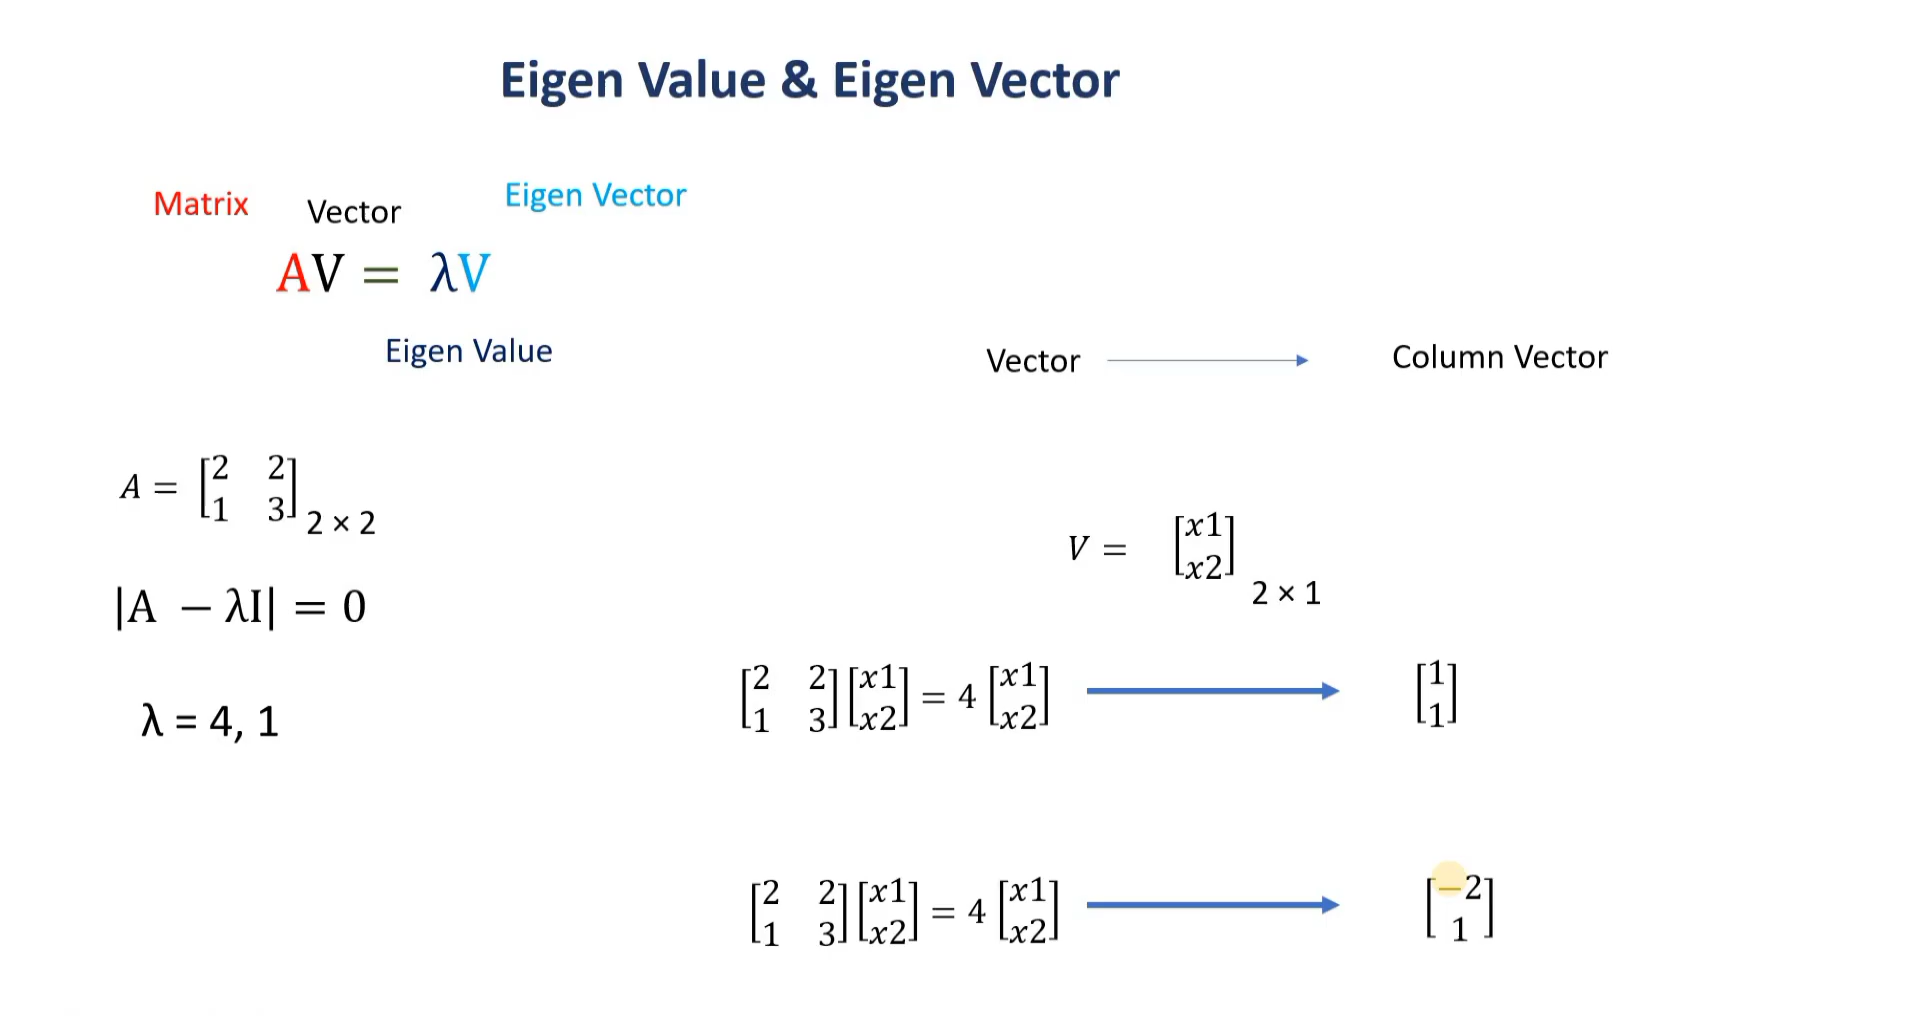 Eigen Value & Eigen Vector
Matrix Vector Eigen Vector
AV = λV
Eigen Value
Vector Column Vector
A = [2 2
1 3] 2 × 2
V = [x1
x2] 2 × 1
|A − λI| = 0
[2 2 [x1 = 4 [x1 [1
1 3] x2] x2] 1]
λ = 4, 1
[2 2 [x1 = 4 [x1 [−2
1 3] x2] x2] 1]